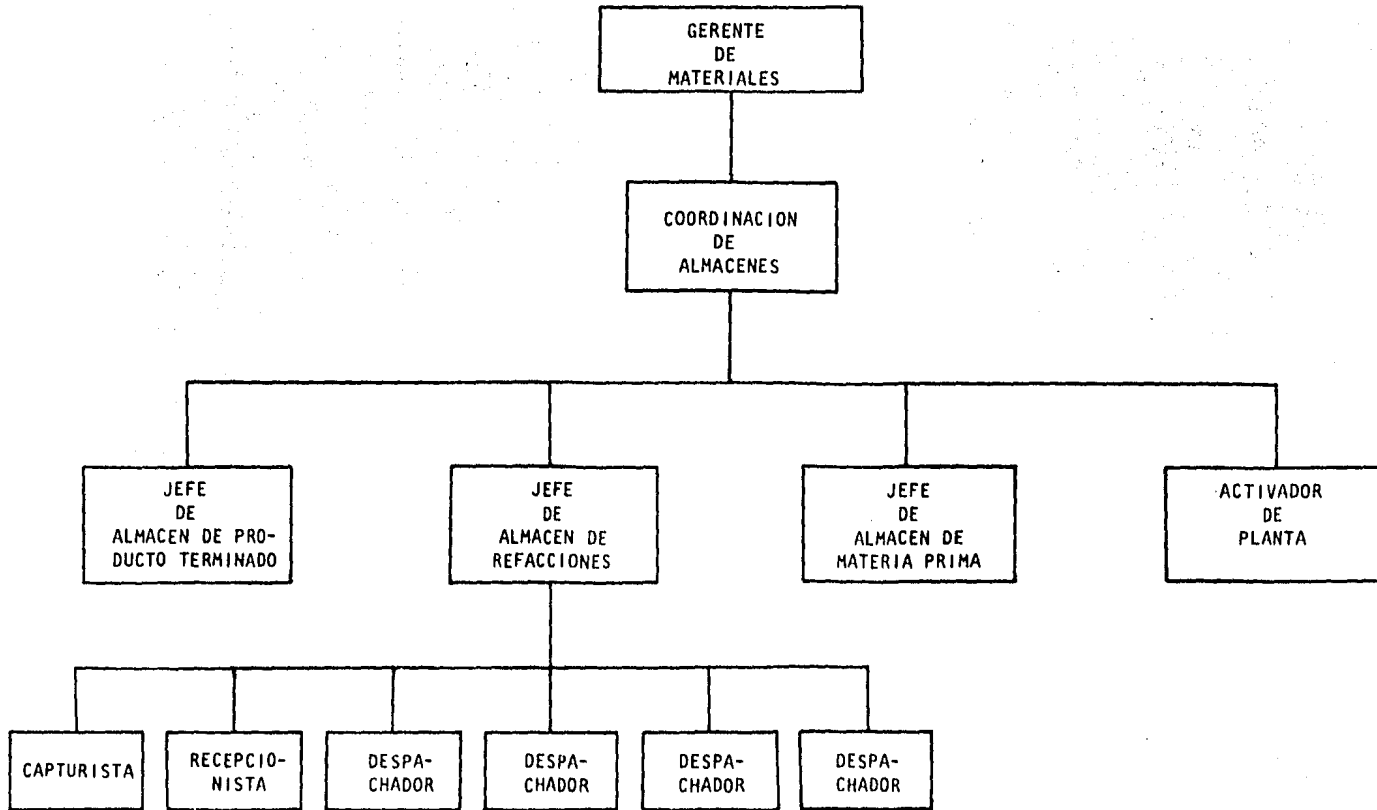 GERENTE
DE
MATERIALES
COORDINACION
DE
ALMACENES
JEFE
DE
ALMACEN DE PRO-
DUCTO TERMINADO
JEFE
DE
ALMACEN DE
REFACCIONES
JEFE
DE
ALMACEN DE
MATERIA PRIMA
ACTIVADOR
DE
PLANTA
CAPTURISTA
RECEPCIO-
NISTA
DESPA-
CHADOR
DESPA-
CHADOR
DESPA-
CHADOR
DESPA-
CHADOR